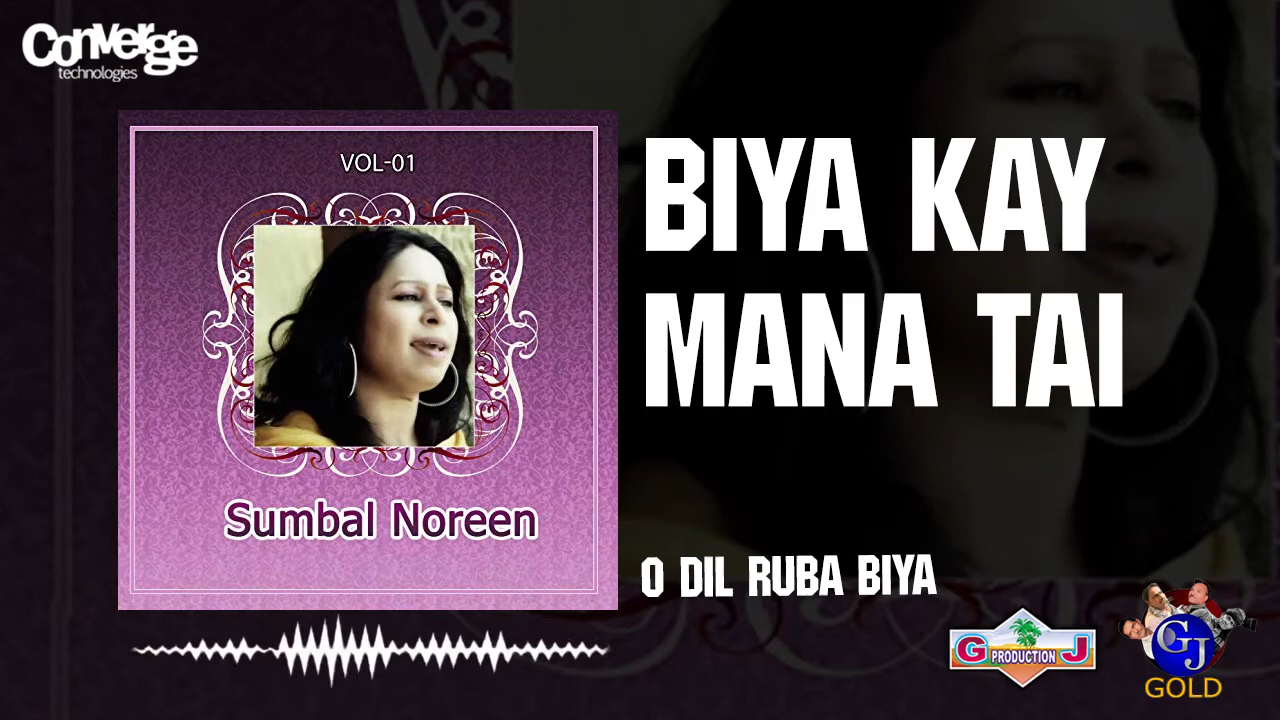 Converge
technologies
VOL-01
Sumbal Noreen
BIYA KAY
MANA TAI
O DIL RUBA BIYA
G PRODUCTION J
GJ
GOLD